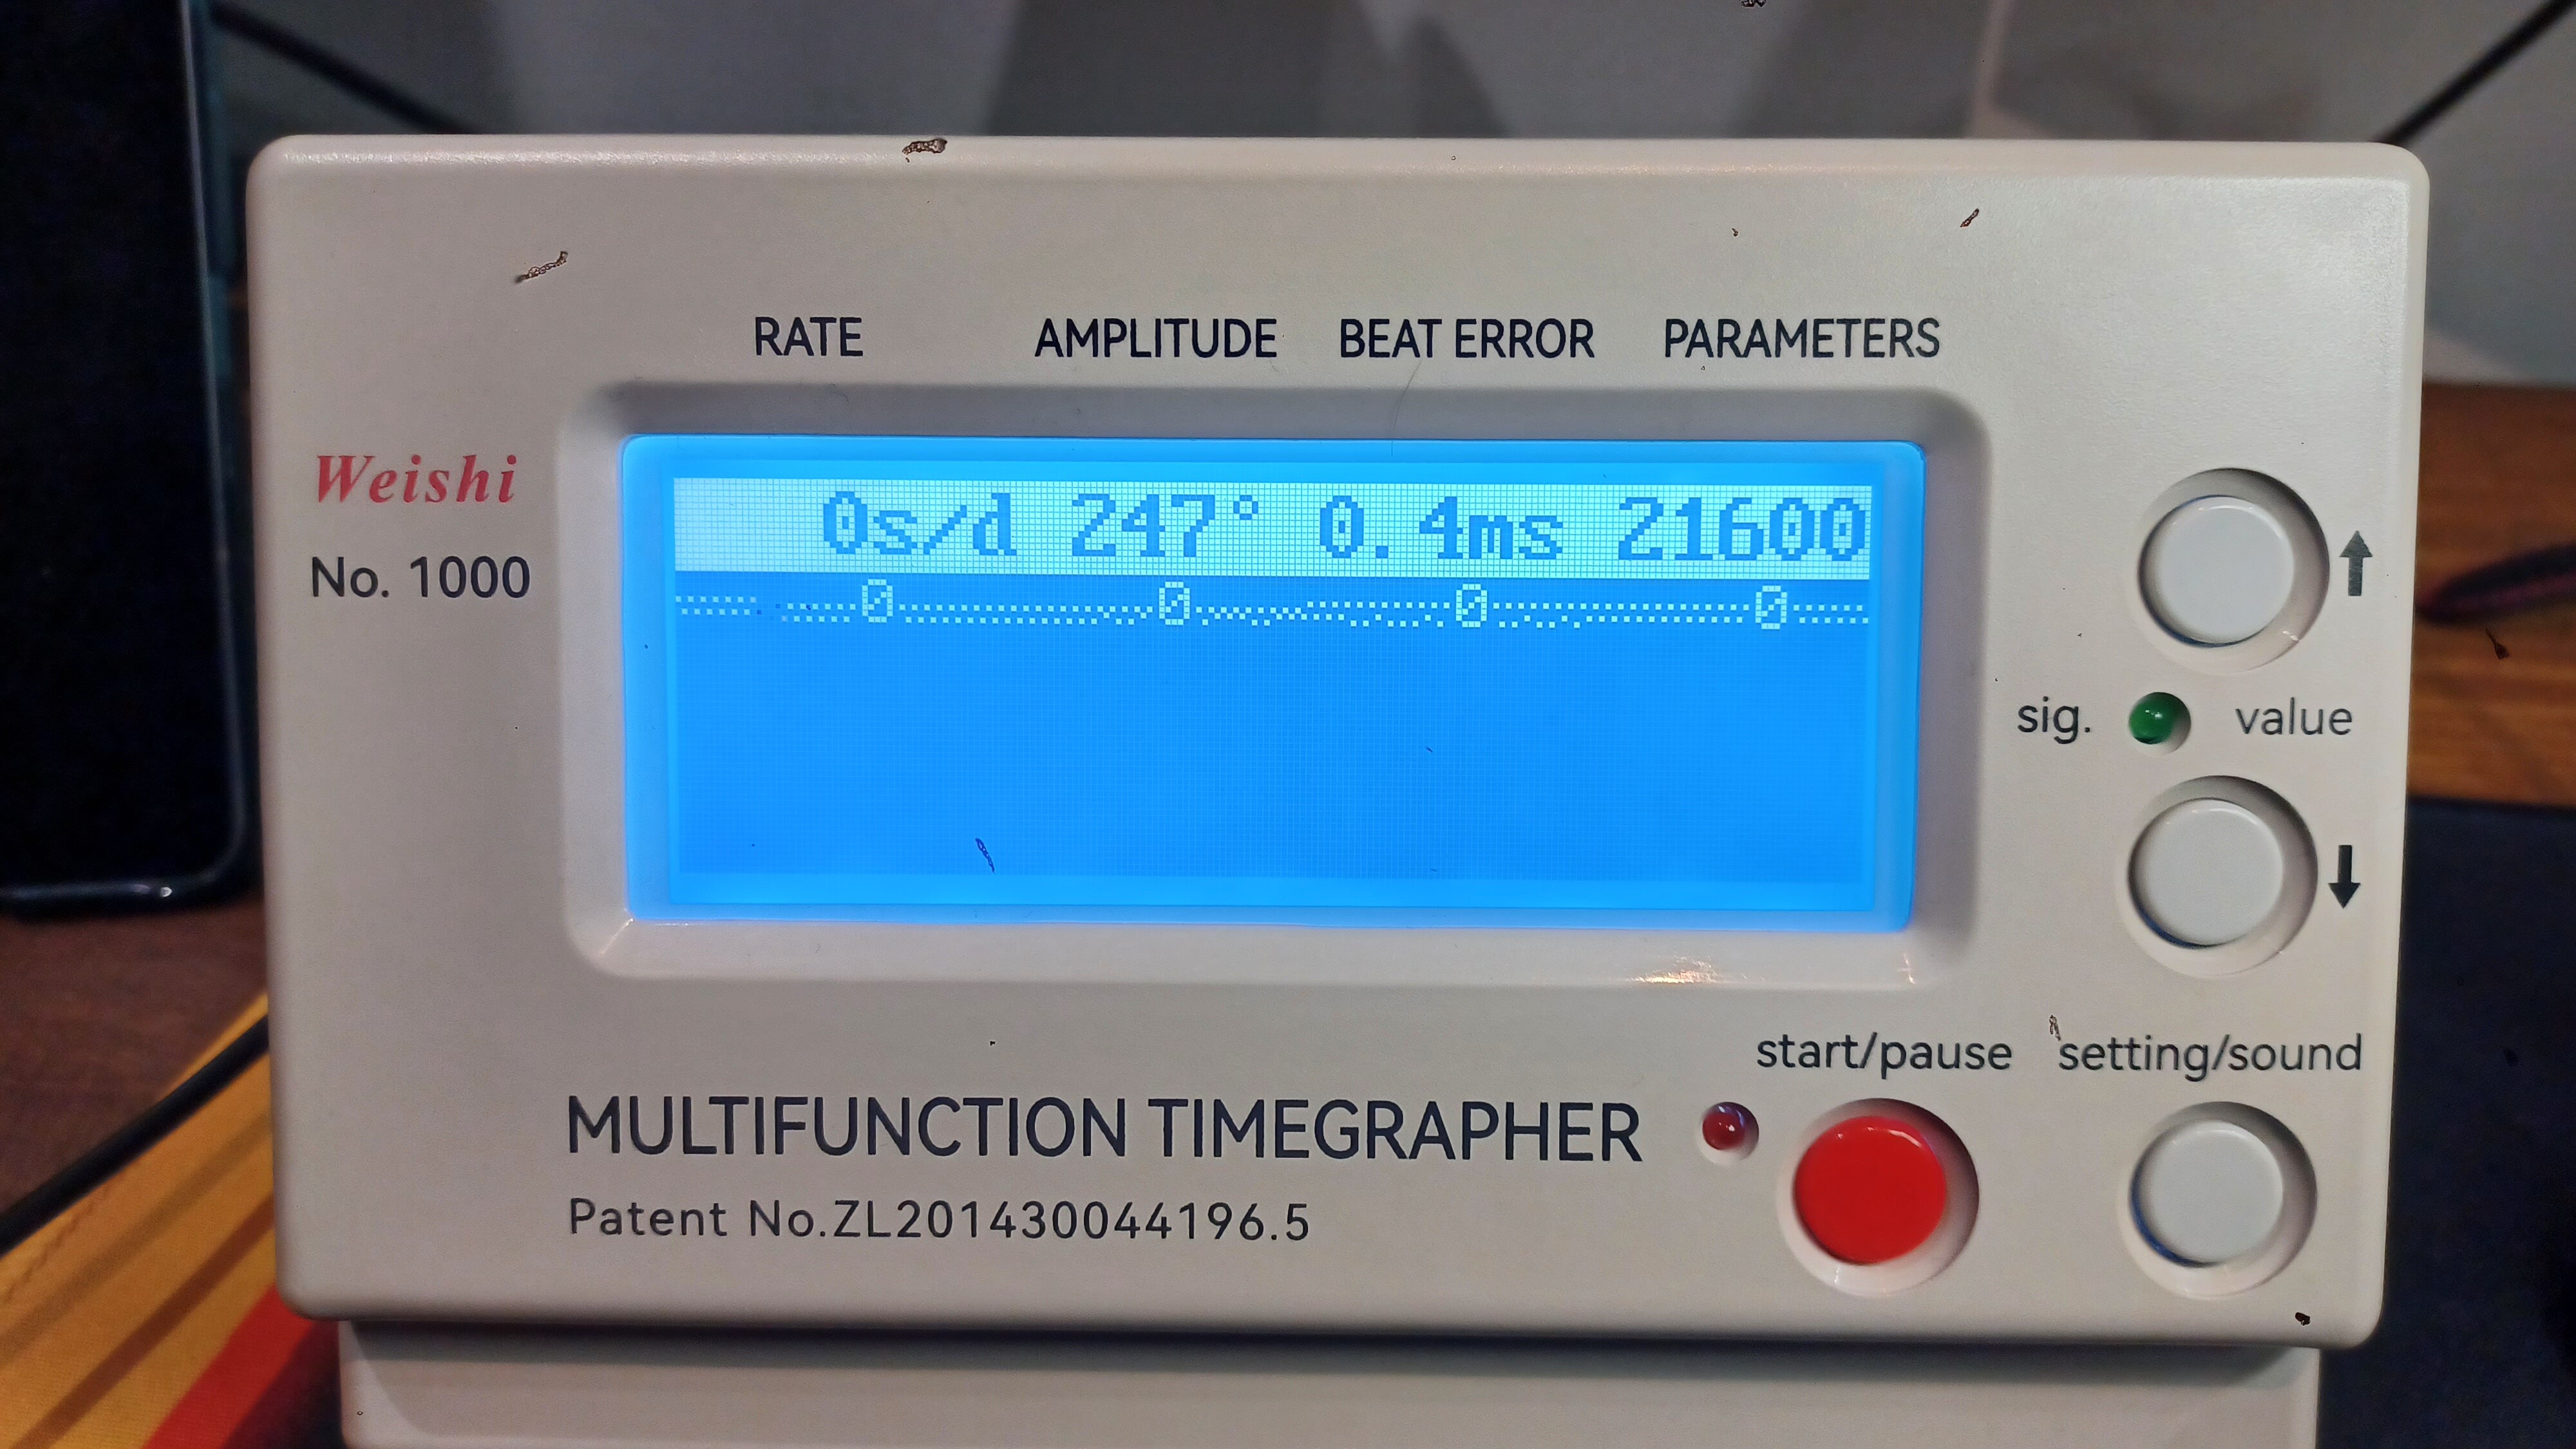 RATE AMPLITUDE BEAT ERROR PARAMETERS
Weishi
No. 1000
0s/d 247° 0.4ms 21600
0 0 0 0
sig. value
start/pause setting/sound
MULTIFUNCTION TIMEGRAPHER
Patent No.ZL201430044196.5